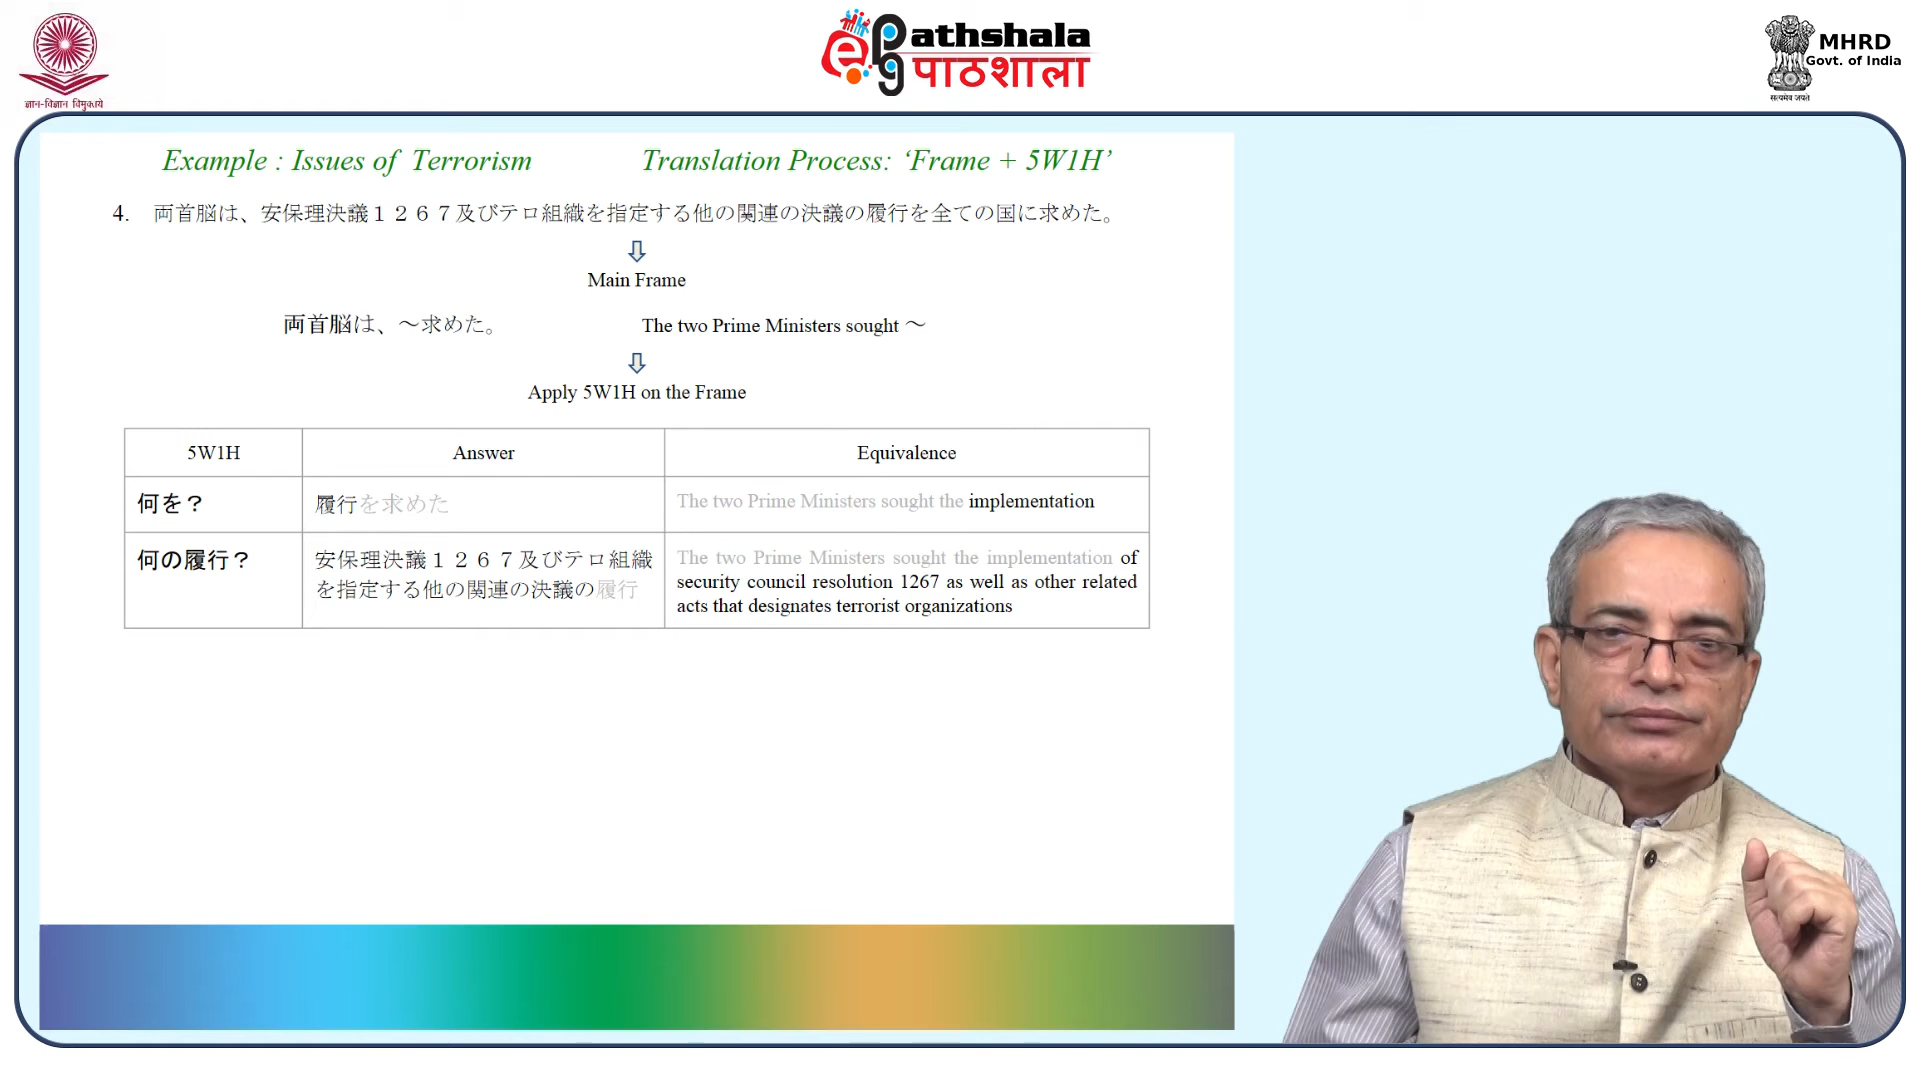 ज्ञान-विज्ञान विमुक्तये
ePathshala
पाठशाला
MHRD
Govt. of India
सत्यमेव जयते
Example : Issues of Terrorism
Translation Process: ‘Frame + 5W1H’
4. 両首脳は、安保理決議１２６７及びテロ組織を指定する他の関連の決議の履行を全ての国に求めた。
Main Frame
両首脳は、～求めた。
The two Prime Ministers sought ～
Apply 5W1H on the Frame
5W1H
Answer
Equivalence
何を？
履行を求めた
The two Prime Ministers sought the implementation
何の履行？
安保理決議１２６７及びテロ組織
を指定する他の関連の決議の履行
The two Prime Ministers sought the implementation of
security council resolution 1267 as well as other related
acts that designates terrorist organizations